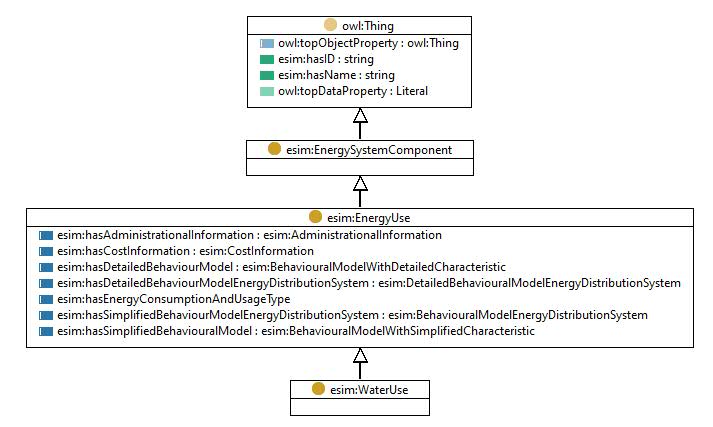 owl:Thing
owl:topObjectProperty : owl:Thing
esim:hasID : string
esim:hasName : string
owl:topDataProperty : Literal
esim:EnergySystemComponent
esim:EnergyUse
esim:hasAdministrationalInformation : esim:AdministrationalInformation
esim:hasCostInformation : esim:CostInformation
esim:hasDetailedBehaviourModel : esim:BehaviouralModelWithDetailedCharacteristic
esim:hasDetailedBehaviourModelEnergyDistributionSystem : esim:DetailedBehaviouralModelEnergyDistributionSystem
esim:hasEnergyConsumptionAndUsageType
esim:hasSimplifiedBehaviourModelEnergyDistributionSystem : esim:BehaviouralModelEnergyDistributionSystem
esim:hasSimplifiedBehaviouralModel : esim:BehaviouralModelWithSimplifiedCharacteristic
esim:WaterUse